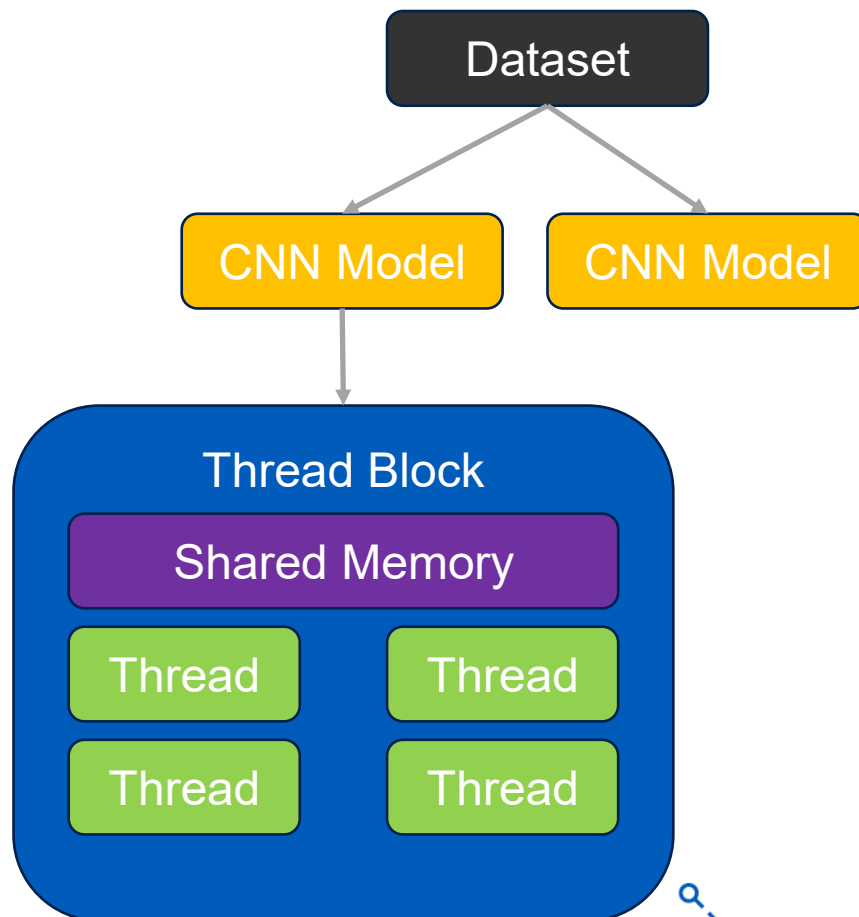 Dataset
CNN Model
CNN Model
Thread Block
Shared Memory
Thread
Thread
Thread
Thread